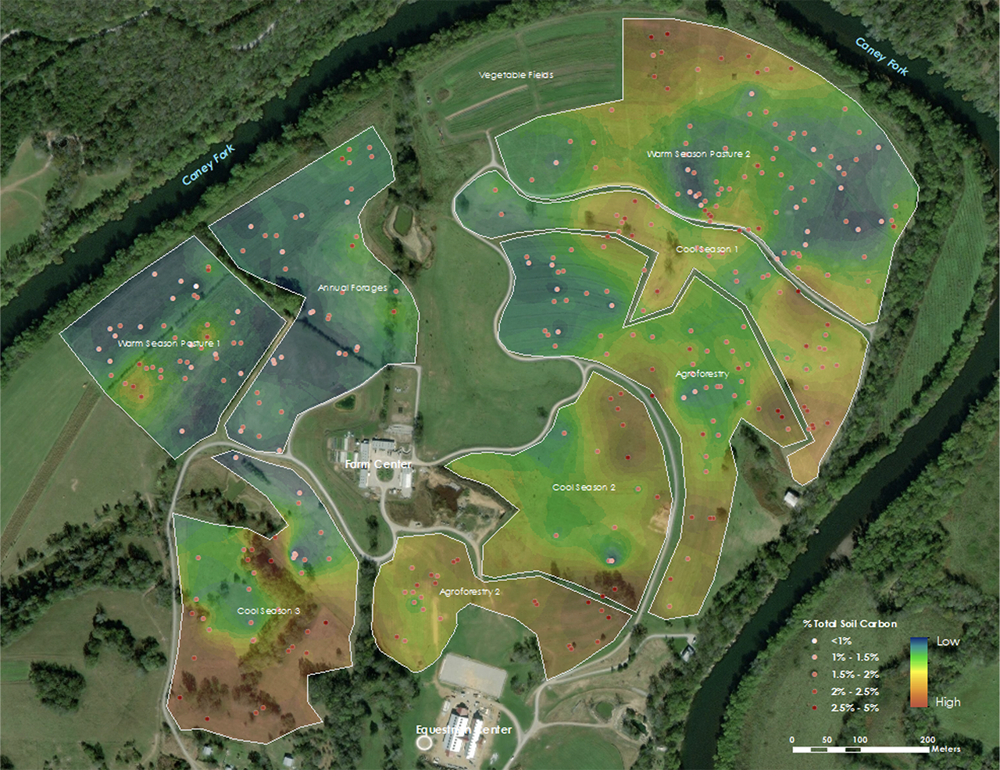 Caney Fork
Vegetable Fields
Caney Fork
Warm Season Pasture 2
Cool Season 1
Annual Forages
Warm Season Pasture 1
Agroforestry
Farm Center
Cool Season 2
Agroforestry 2
Cool Season 3
Equestrian Center
% Total Soil Carbon
<1%
1% - 1.5%
1.5% - 2%
2% - 2.5%
2.5% - 5%
Low
High
0 50 100 200
Meters